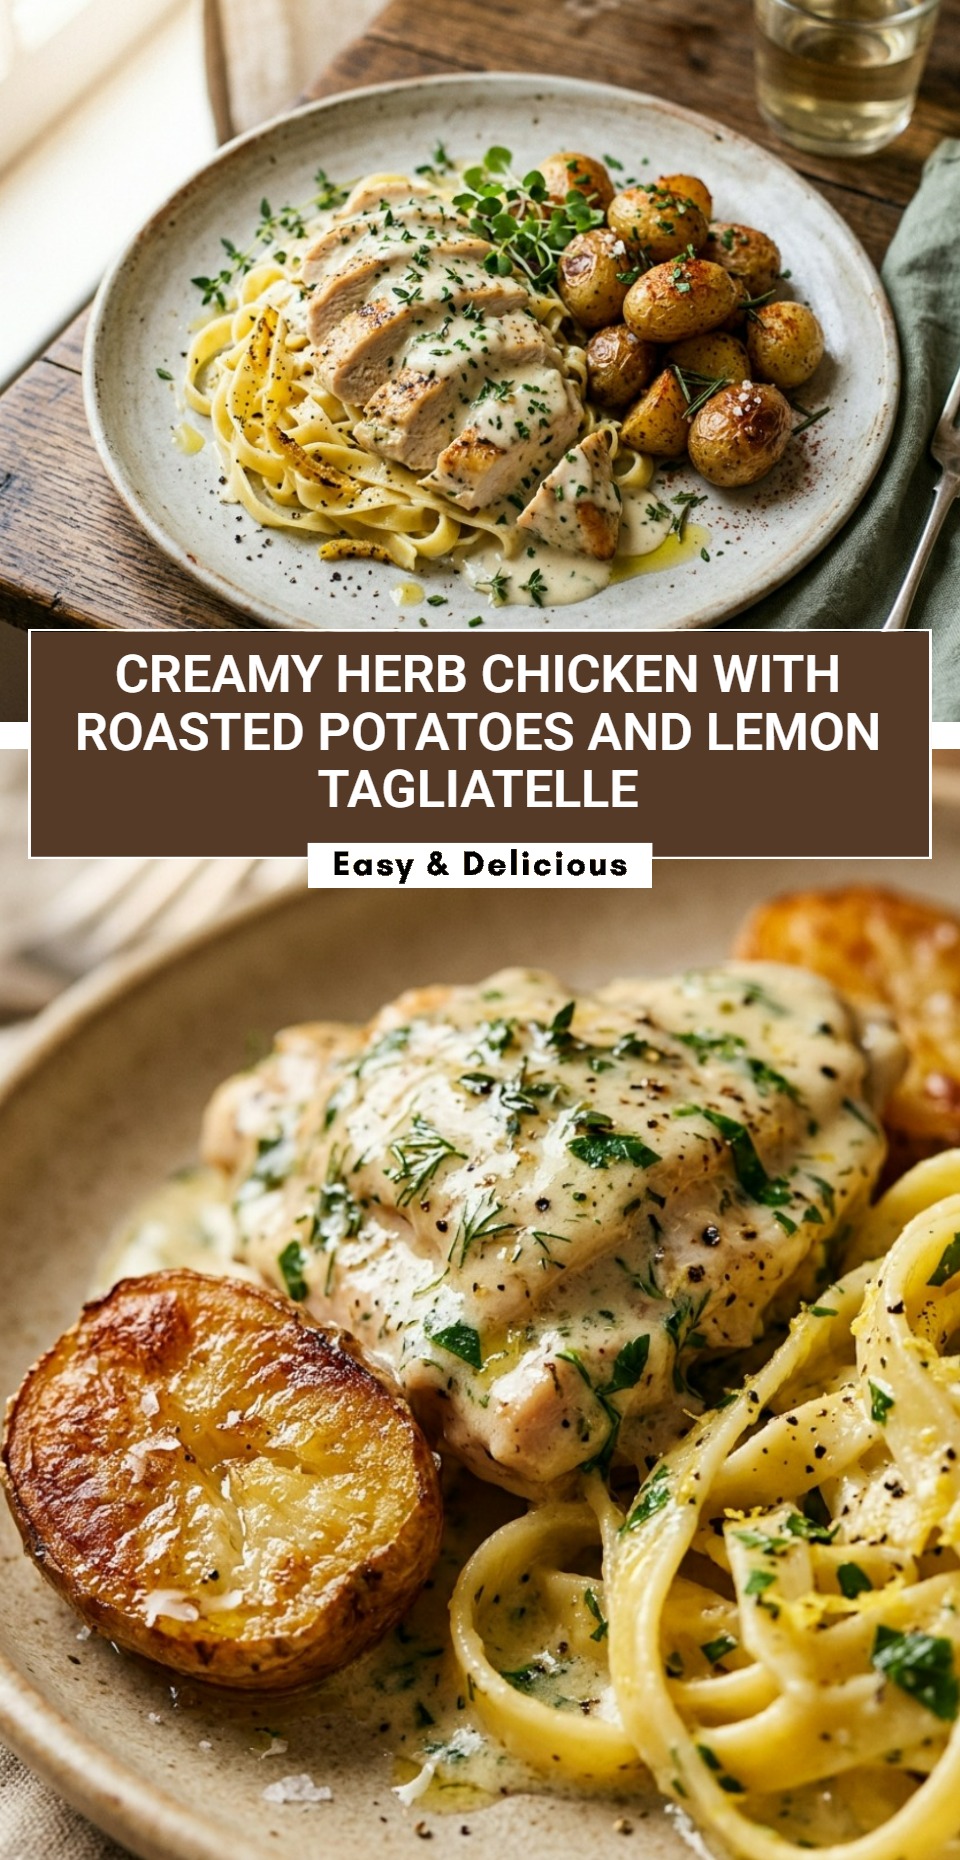 CREAMY HERB CHICKEN WITH
ROASTED POTATOES AND LEMON
TAGLIATELLE
Easy & Delicious